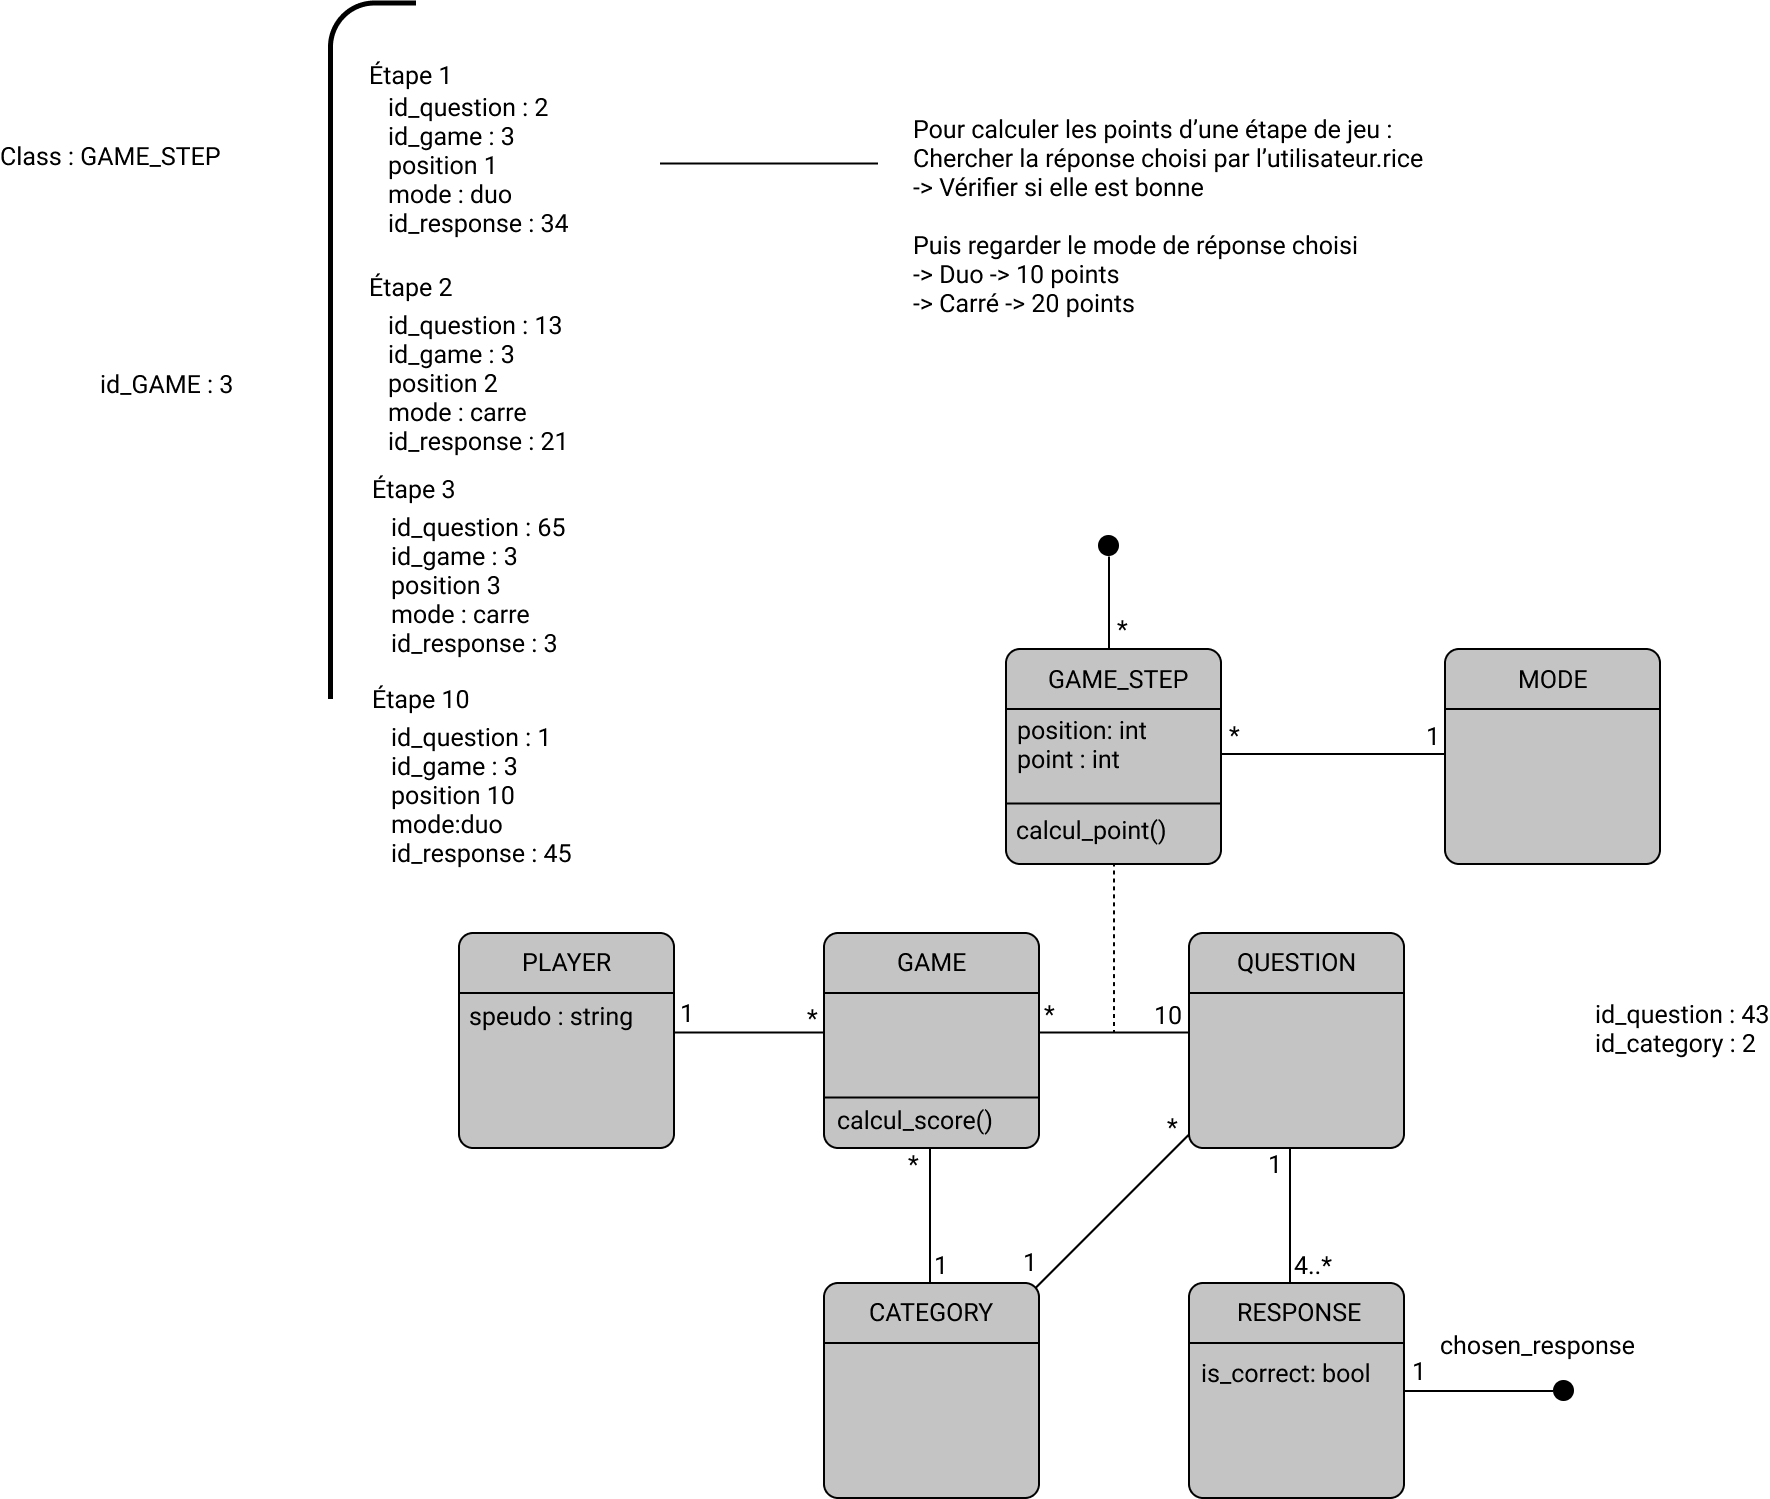 Class : GAME_STEP
id_GAME : 3
Étape 1
id_question : 2
id_game : 3
position 1
mode : duo
id_response : 34
Étape 2
id_question : 13
id_game : 3
position 2
mode : carre
id_response : 21
Étape 3
id_question : 65
id_game : 3
position 3
mode : carre
id_response : 3
Étape 10
id_question : 1
id_game : 3
position 10
mode:duo
id_response : 45
Pour calculer les points d’une étape de jeu :
Chercher la réponse choisi par l’utilisateur.rice
-> Vérifier si elle est bonne
Puis regarder le mode de réponse choisi
-> Duo -> 10 points
-> Carré -> 20 points
*
GAME_STEP
position: int
point : int
calcul_point()
* 1
MODE
PLAYER
speudo : string
1 *
GAME
calcul_score()
* 10
QUESTION
id_question : 43
id_category : 2
*
1
*
1
1
4..*
CATEGORY
RESPONSE
is_correct: bool
chosen_response
1